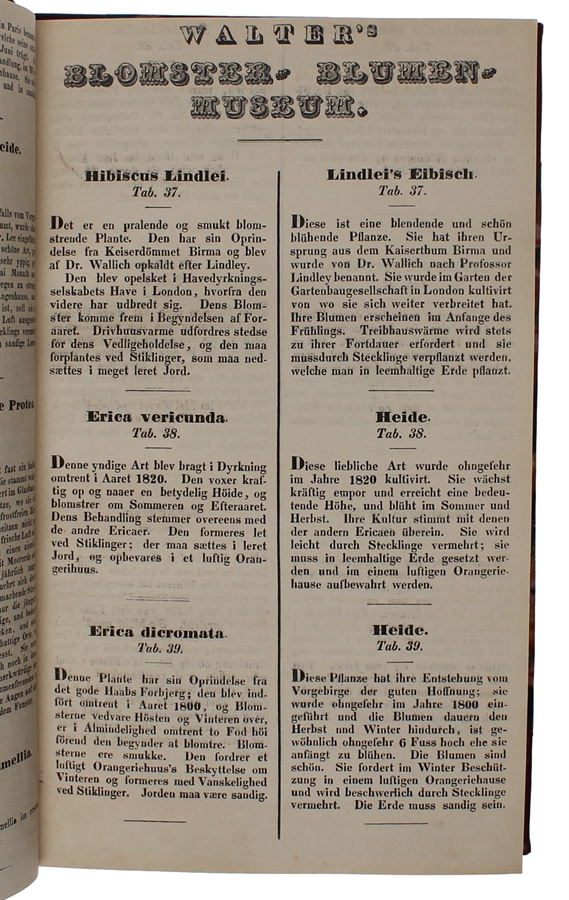 WALTER's
BLOMSTER- BLUMEN-
MUSEUM.
Hibiscus Lindlei.
Tab. 37.
Det er en pralende og smukt blom-
strende Plante. Den har sin Oprin-
delse fra Keiserdömmet Birma og blev
af Dr. Wallich opkaldt efter Lindley.
Den blev opelsket i Havedyrknings-
selskabets Have i London, hvorfra den
videre har udbredt sig. Dens Blom-
ster komme frem i Begyndelsen af For-
aaret. Drivhuusvarme udfordres stedse
for dens Vedligeholdelse, og den maa
forplantes ved Stiklinger, som maa ned-
sættes i meget leret Jord.
Erica vericunda.
Tab. 38.
Denne yndige Art blev bragt i Dyrkning
omtrent i Aaret 1820. Den voxer kraf-
tig op og naaer en betydelig Höide, og
blomstrer om Sommeren og Efteraaret.
Dens Behandling stemmer overeens med
de andre Ericaer. Den formeres let
ved Stiklinger; der maa sættes i leret
Jord, og opbevares i et luftig Oran-
gerihuus.
Erica dicromata.
Tab. 39.
Denne Plante har sin Oprindelse fra
det gode Haabs Forbjerg; den blev ind-
fört omtrent i Aaret 1800, og Blom-
sterne vedvare Hösten og Vinteren over,
er i Almindelighed omtrent to Fod höi
förend den begynder at blomtre. Blom-
sterne ere smukke. Den fordrer et
luftigt Orangeriehuus's Beskyttelse om
Vinteren og formeres med Vanskelighed
ved Stiklinger. Jorden maa være sandig.
Lindlei's Eibisch.
Tab. 37.
Diese ist eine blendende und schön
blühende Pflanze. Sie hat ihren Ur-
sprung aus dem Kaiserthum Birma und
wurde von Dr. Wallich nach Profossor
Lindley benannt. Sie wurde im Garten der
Gartenbaugesellschaft in London kultivirt
von wo sie sich weiter verbreitet hat.
Ihre Blumen erscheinen im Anfange des
Frühlings. Treibhauswärme wird stets
zu ihrer Fortdauer erfordert und sie
mussdurch Stecklinge verpflanzt werden,
welche man in leemhaltige Erde pflanzt.
Heide.
Tab. 38.
Diese liebliche Art wurde ohngefehr
im Jahre 1820 kultivirt. Sie wächst
kräftig empor und erreicht eine bedeu-
tende Höhe, und blüht im Sommer und
Herbst. Ihre Kultur stimmt mit denen
der andern Ericaen überein. Sie wird
leicht durch Stecklinge vermehrt; sie
muss in leemhaltige Erde gesetzt wer-
den und im einem luftigen Orangerie-
hause aufbewahrt werden.
Heide.
Tab. 39.
Diese Pflanze hat ihre Entstehung vom
Vorgebirge der guten Hoffnung; sie
wurde ohngefehr im Jahre 1800 ein-
geführt und die Blumen dauern den
Herbst nnd Winter hindurch, ist ge-
wöhnlich ohngefehr 6 Fuss hoch ehe sie
anfängt zu blühen. Die Blumen sind
schön. Sie fordert im Winter Beschüt-
zung in einem luftigen Orangeriehause
und wird beschwerlich durch Stecklinge
vermehrt. Die Erde muss sandig sein.